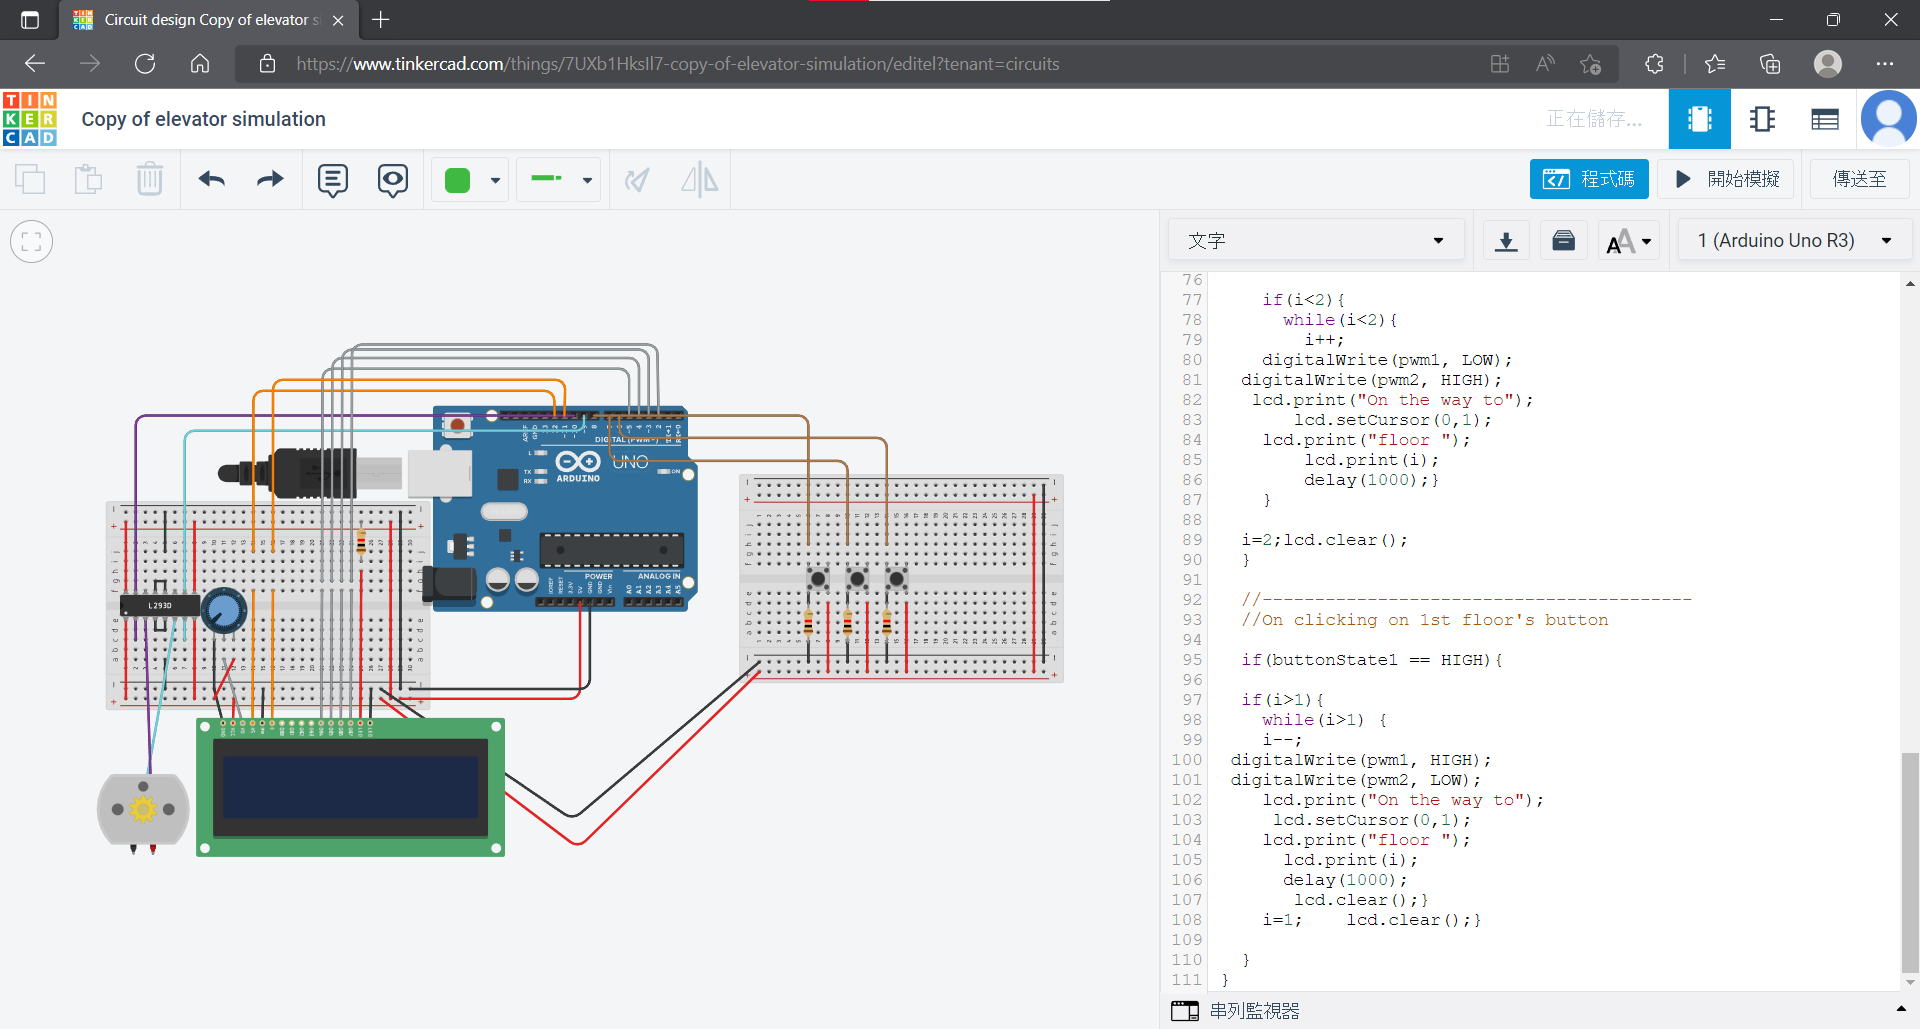 Circuit design Copy of elevator s
https://www.tinkercad.com/things/7UXb1HksIl7-copy-of-elevator-simulation/editel?tenant=circuits
TIN
KER
CAD
Copy of elevator simulation
正在儲存...
程式碼
開始模擬
傳送至
文字
1 (Arduino Uno R3)
76
77 if(i<2){
78 while(i<2){
79 i++;
80 digitalWrite(pwm1, LOW);
81 digitalWrite(pwm2, HIGH);
82 lcd.print("On the way to");
83 lcd.setCursor(0,1);
84 lcd.print("floor ");
85 lcd.print(i);
86 delay(1000);}
87 }
88
89 i=2;lcd.clear();
90 }
91
92 //-----------------------------------------
93 //On clicking on 1st floor's button
94
95 if(buttonState1 == HIGH){
96
97 if(i>1){
98 while(i>1) {
99 i--;
100 digitalWrite(pwm1, HIGH);
101 digitalWrite(pwm2, LOW);
102 lcd.print("On the way to");
103 lcd.setCursor(0,1);
104 lcd.print("floor ");
105 lcd.print(i);
106 delay(1000);
107 lcd.clear();}
108 i=1; lcd.clear();}
109
110 }
111 }
串列監視器
DIGITAL (PWM~)
UNO
ARDUINO
L
TX
RX
ON
POWER
ANALOG IN
L293D